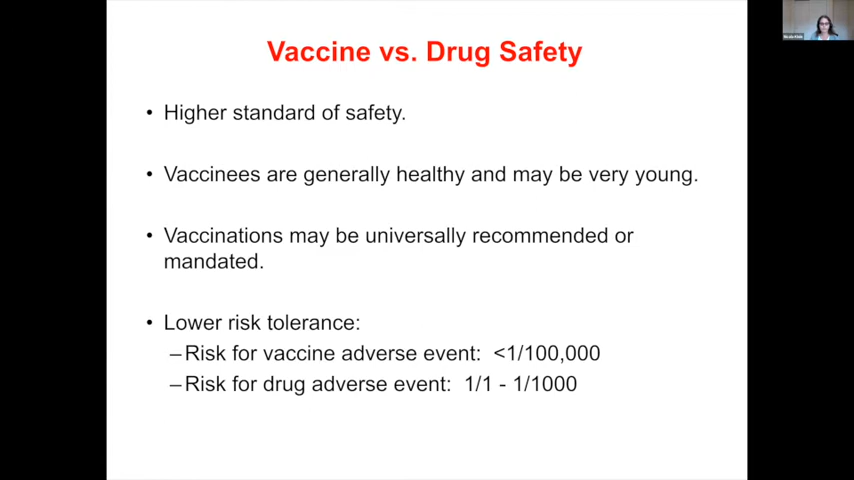 Vaccine vs. Drug Safety
• Higher standard of safety.
• Vaccinees are generally healthy and may be very young.
• Vaccinations may be universally recommended or
mandated.
• Lower risk tolerance:
–Risk for vaccine adverse event: <1/100,000
–Risk for drug adverse event: 1/1 - 1/1000